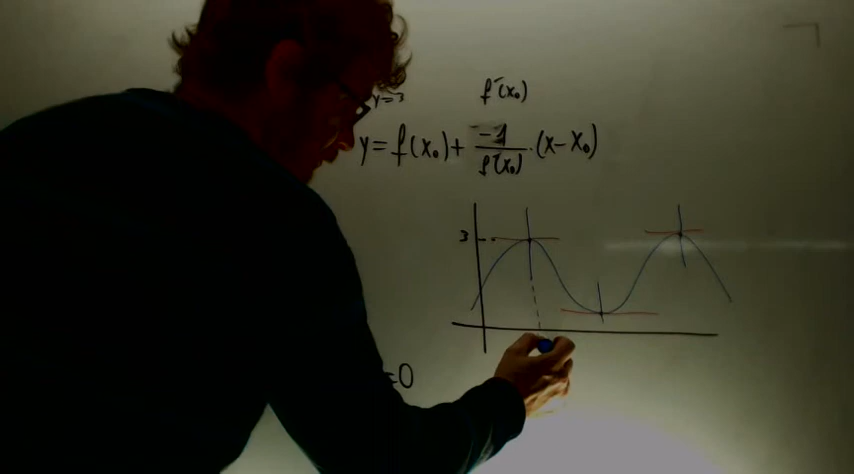 y=3
f'(x₀)
y=f(x₀)+ -1/f'(x₀) ·(x-x₀)
3
=0